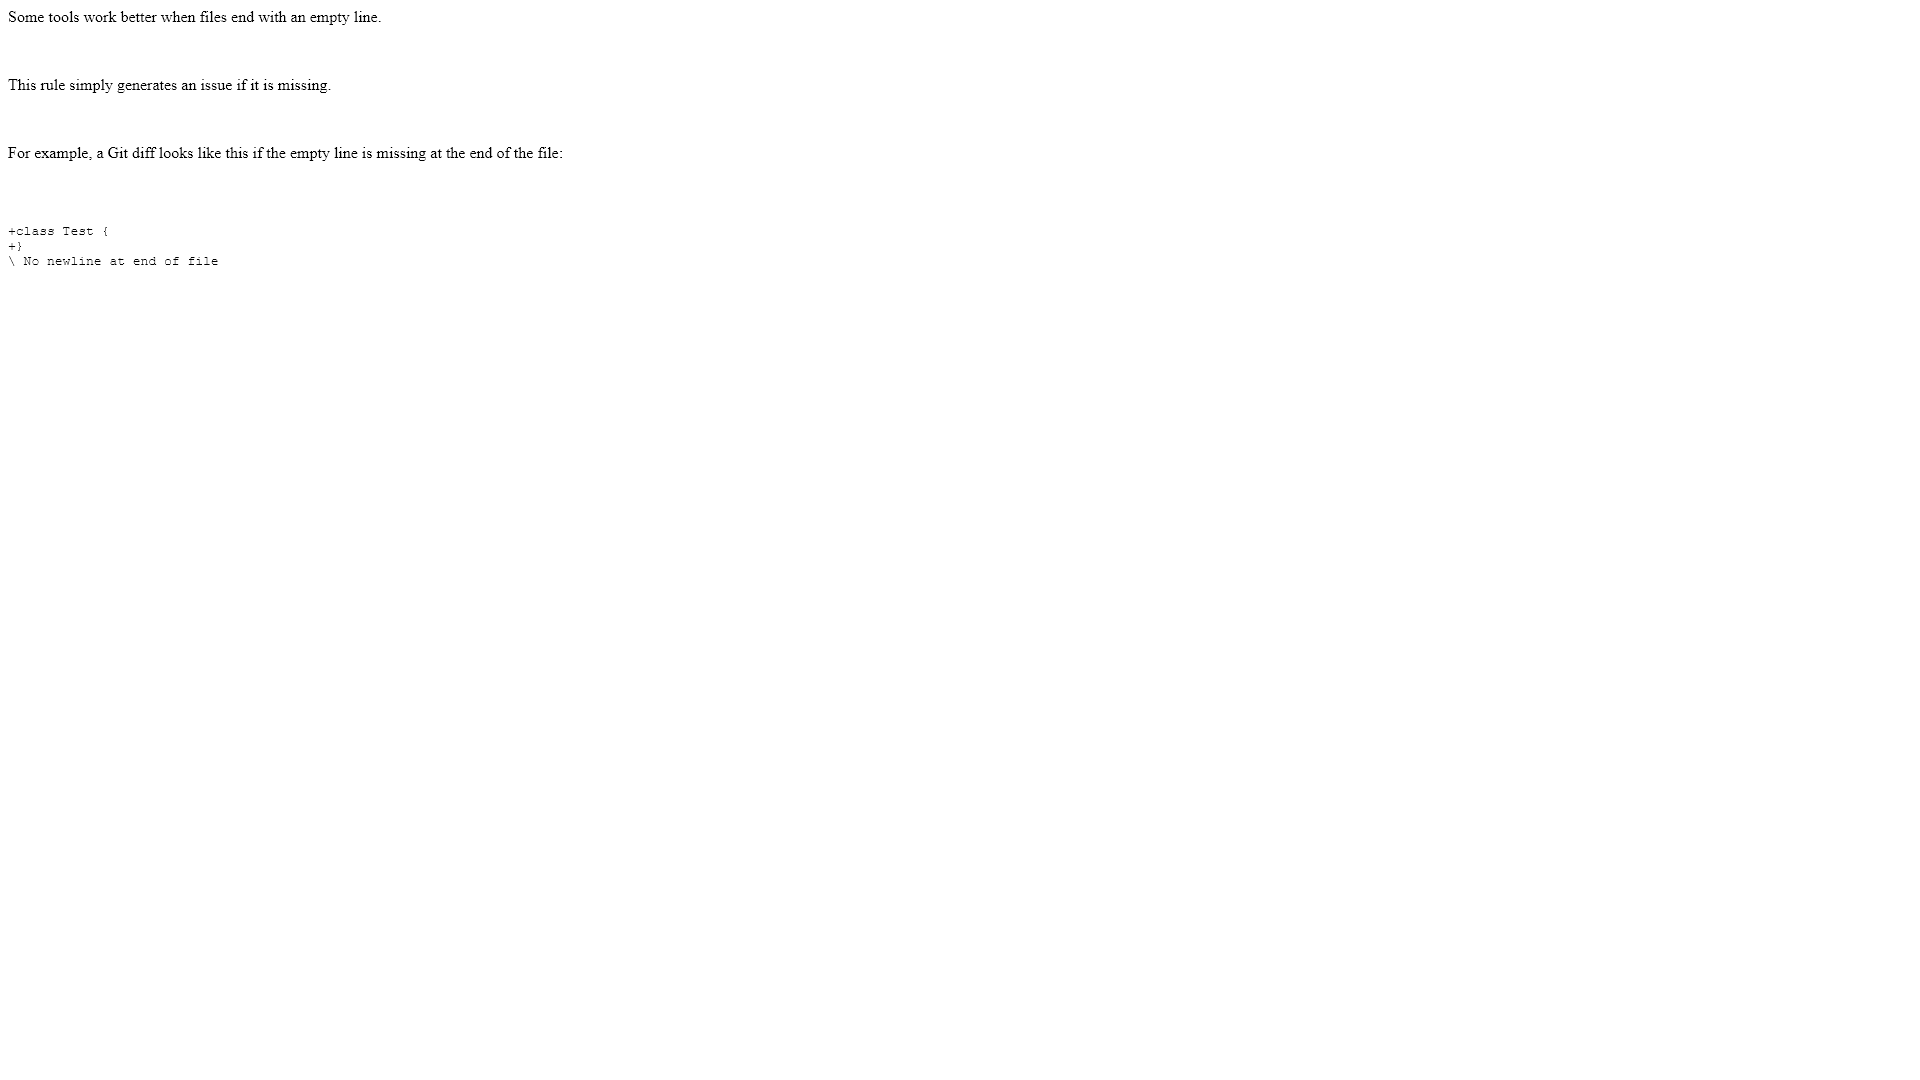 Some tools work better when files end with an empty line.
This rule simply generates an issue if it is missing.
For example, a Git diff looks like this if the empty line is missing at the end of the file:
+class Test {
+}
\ No newline at end of file